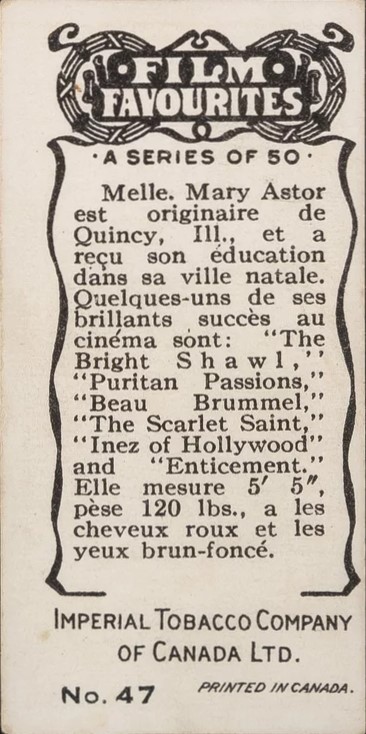 FILM
FAVOURITES
·A SERIES OF 50·
Melle. Mary Astor
est originaire de
Quincy, Ill., et a
reçu son éducation
dans sa ville natale.
Quelques-uns de ses
brillants succès au
cinéma sont: "The
Bright Shawl,"
"Puritan Passions,"
"Beau Brummel,"
"The Scarlet Saint,"
"Inez of Hollywood"
and "Enticement."
Elle mesure 5′ 5″,
pèse 120 lbs., a les
cheveux roux et les
yeux brun-foncé.
IMPERIAL TOBACCO COMPANY
OF CANADA LTD.
No. 47 PRINTED IN CANADA.